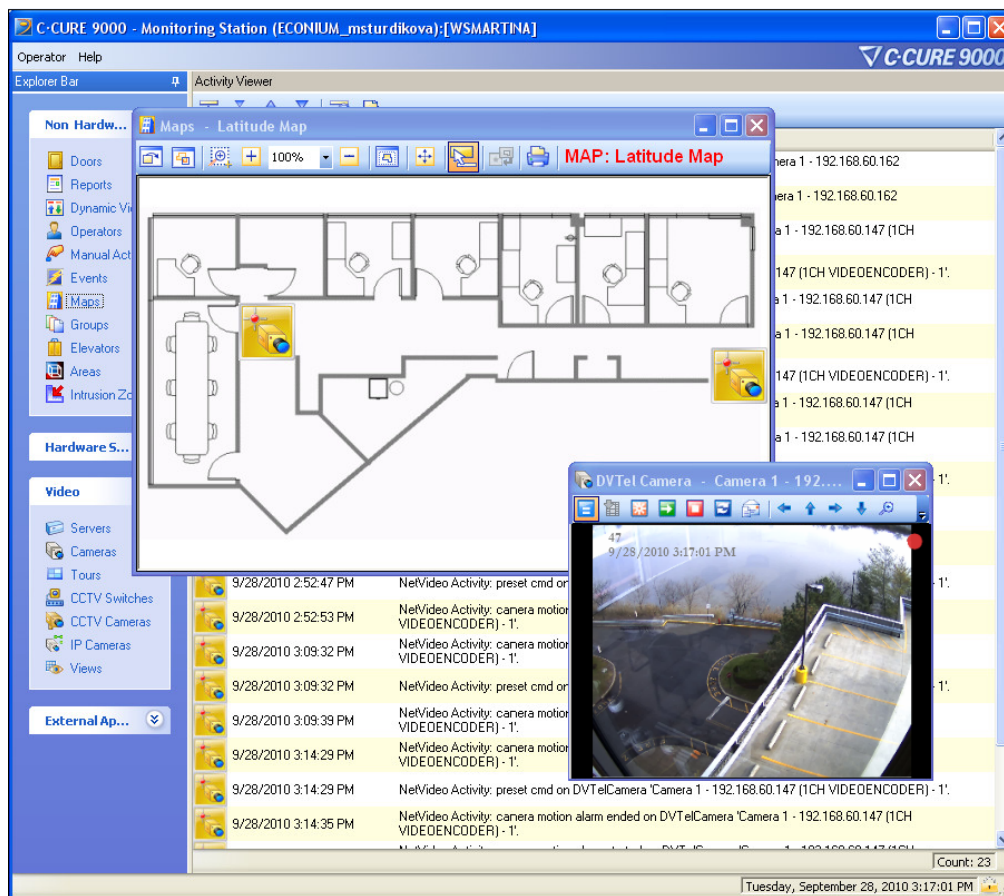 C•CURE 9000 - Monitoring Station (ECONIUM_msturdikova):[WSMARTINA]
Operator Help
C•CURE 9000
Explorer Bar
Activity Viewer
Non Hardw...
Doors
Reports
Dynamic Vi
Operators
Manual Act
Events
Maps
Groups
Elevators
Areas
Intrusion Zo
Hardware S...
Video
Servers
Cameras
Tours
CCTV Switches
CCTV Cameras
IP Cameras
Views
External Ap...
Maps - Latitude Map
100%
MAP: Latitude Map
1 - 192.168.60.162
1 - 192.168.60.162
1 - 192.168.60.147 (1CH
147 (1CH VIDEOENCODER) - 1'.
1 - 192.168.60.147 (1CH
1 - 192.168.60.147 (1CH
147 (1CH VIDEOENCODER) - 1'.
1 - 192.168.60.147 (1CH
1 - 192.168.60.147 (1CH
1'.
DVTel Camera - Camera 1 - 192....
47
9/28/2010 3:17:01 PM
9/28/2010 2:52:47 PM NetVideo Activity: preset cmd on 1'.
9/28/2010 2:52:53 PM NetVideo Activity: camera motion
VIDEOENCODER) - 1'.
9/28/2010 3:09:32 PM NetVideo Activity: camera motion
VIDEOENCODER) - 1'.
9/28/2010 3:09:32 PM NetVideo Activity: preset cmd on 1'.
9/28/2010 3:09:39 PM NetVideo Activity: camera motion
VIDEOENCODER) - 1'.
9/28/2010 3:14:29 PM NetVideo Activity: camera motion
VIDEOENCODER) - 1'.
9/28/2010 3:14:29 PM NetVideo Activity: preset cmd on DVTelCamera 'Camera 1 - 192.168.60.147 (1CH VIDEOENCODER) - 1'.
9/28/2010 3:14:35 PM NetVideo Activity: camera motion alarm ended on DVTelCamera 'Camera 1 - 192.168.60.147 (1CH
VIDEOENCODER) - 1'.
Count: 23
Tuesday, September 28, 2010 3:17:01 PM